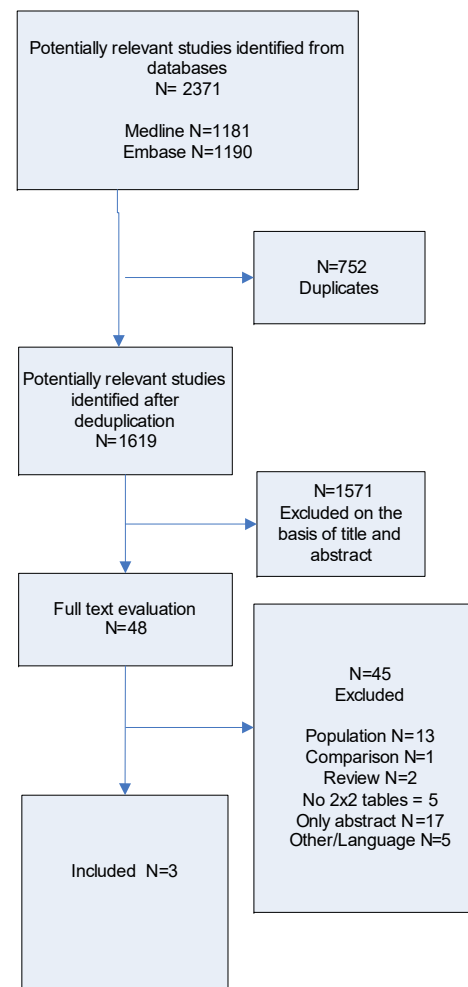 Potentially relevant studies identified from
databases
N= 2371
Medline N=1181
Embase N=1190
N=752
Duplicates
Potentially relevant studies
identified after
deduplication
N=1619
N=1571
Excluded on the
basis of title and
abstract
Full text evaluation
N=48
N=45
Excluded
Population N=13
Comparison N=1
Review N=2
No 2x2 tables = 5
Only abstract N=17
Other/Language N=5
Included N=3